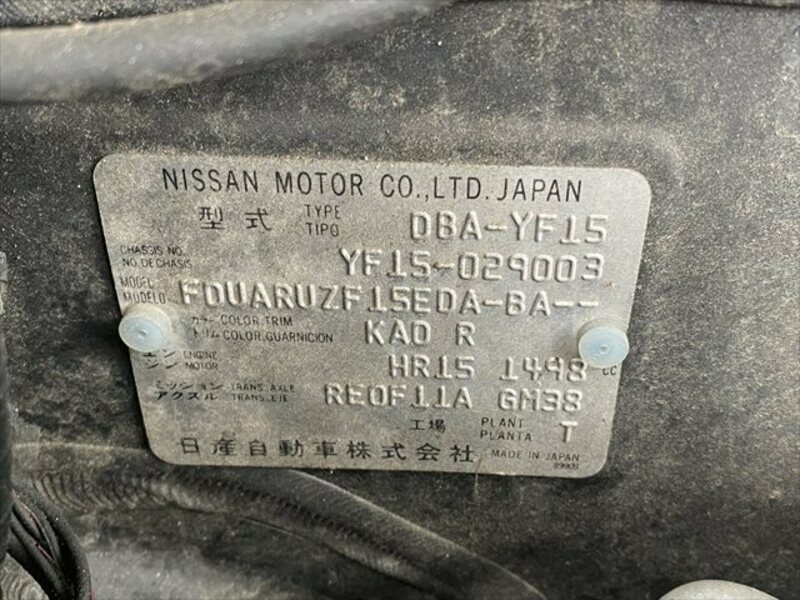 NISSAN MOTOR CO.,LTD. JAPAN
型式 TYPE TIPO DBA-YF15
CHASSIS NO. NO. DE CHASIS YF15-029003
MODEL MODELO FDUARUZF15EDA-BA--
カラー トリム COLOR,TRIM COLOR,GUARNICION KAD R
エンジン ENGINE MOTOR HR15 1498 CC
ミッション アクスル TRANS.,AXLE TRANS.,EJE RE0F11A GM38
工場 PLANT PLANTA T
日産自動車株式会社 MADE IN JAPAN
89909